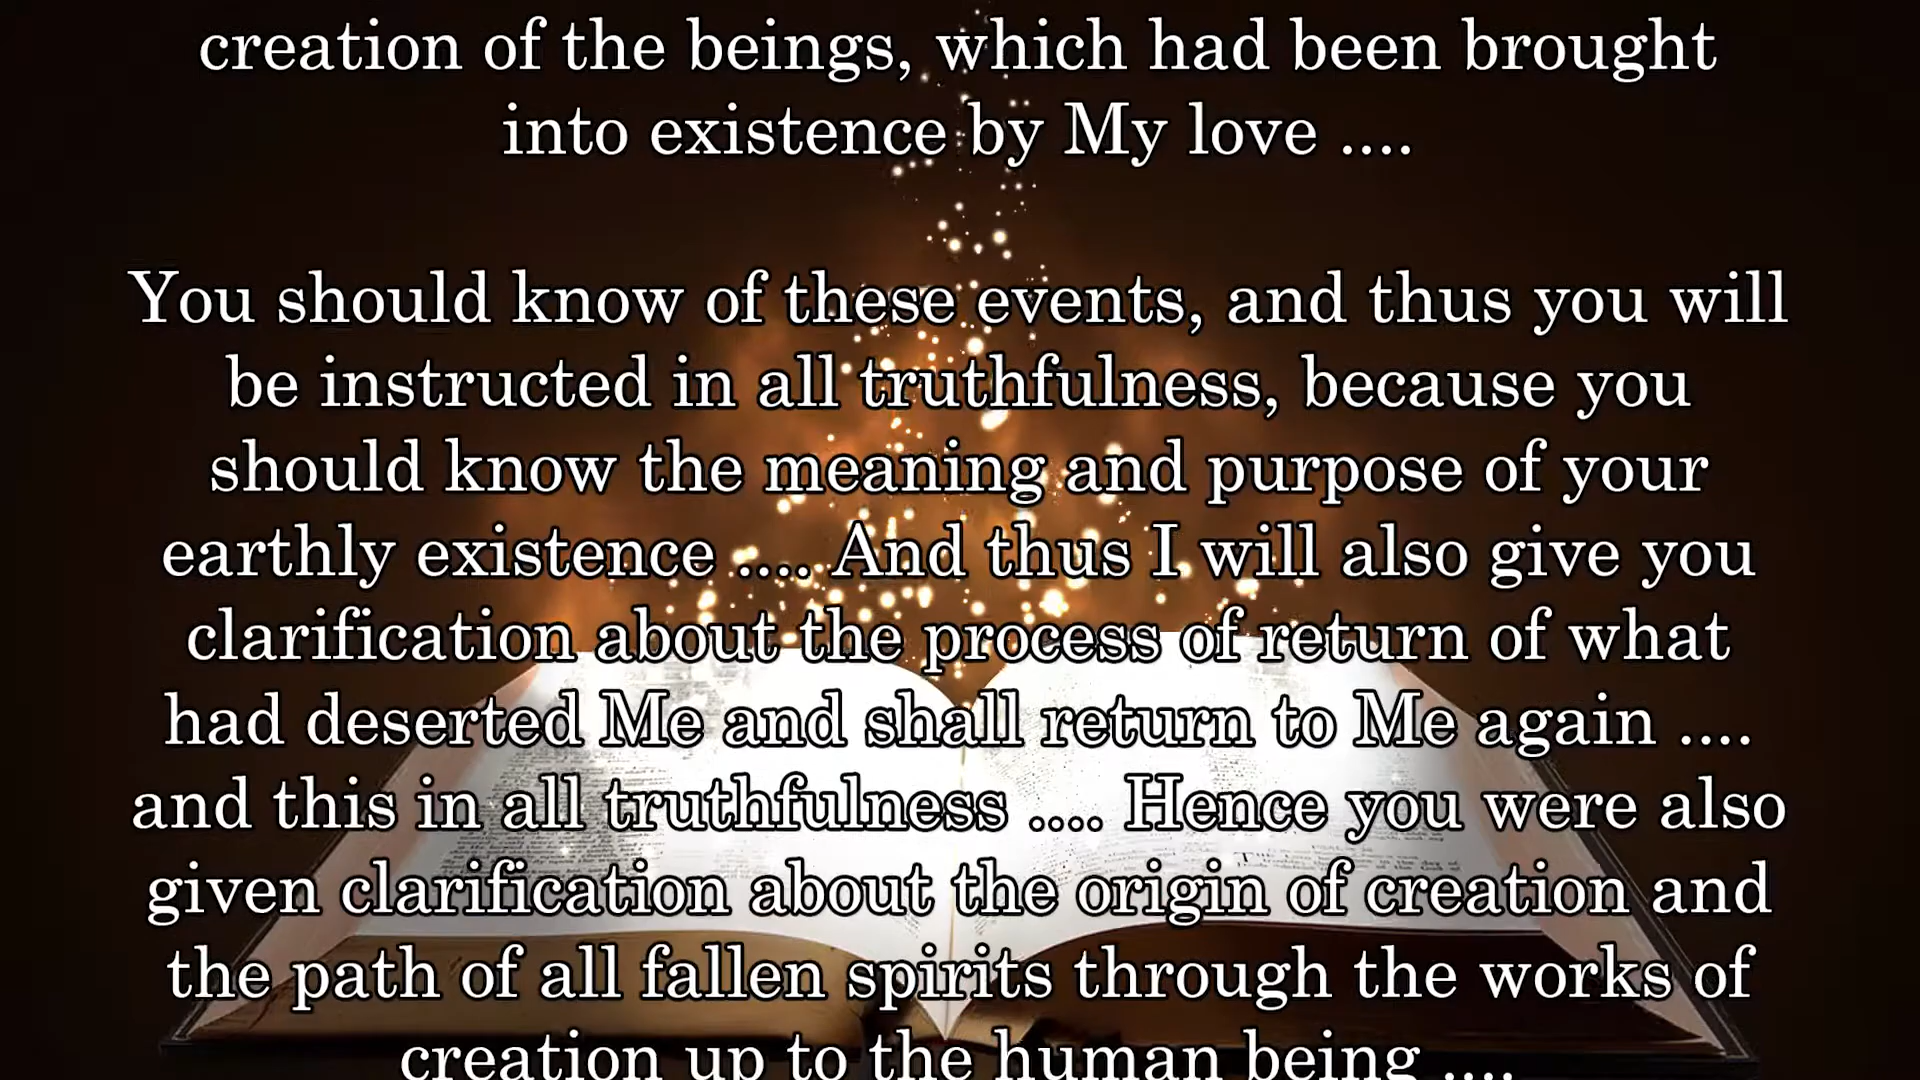 creation of the beings, which had been brought
into existence by My love ....
You should know of these events, and thus you will
be instructed in all truthfulness, because you
should know the meaning and purpose of your
earthly existence .... And thus I will also give you
clarification about the process of return of what
had deserted Me and shall return to Me again ....
and this in all truthfulness .... Hence you were also
given clarification about the origin of creation and
the path of all fallen spirits through the works of
creation up to the human being ....